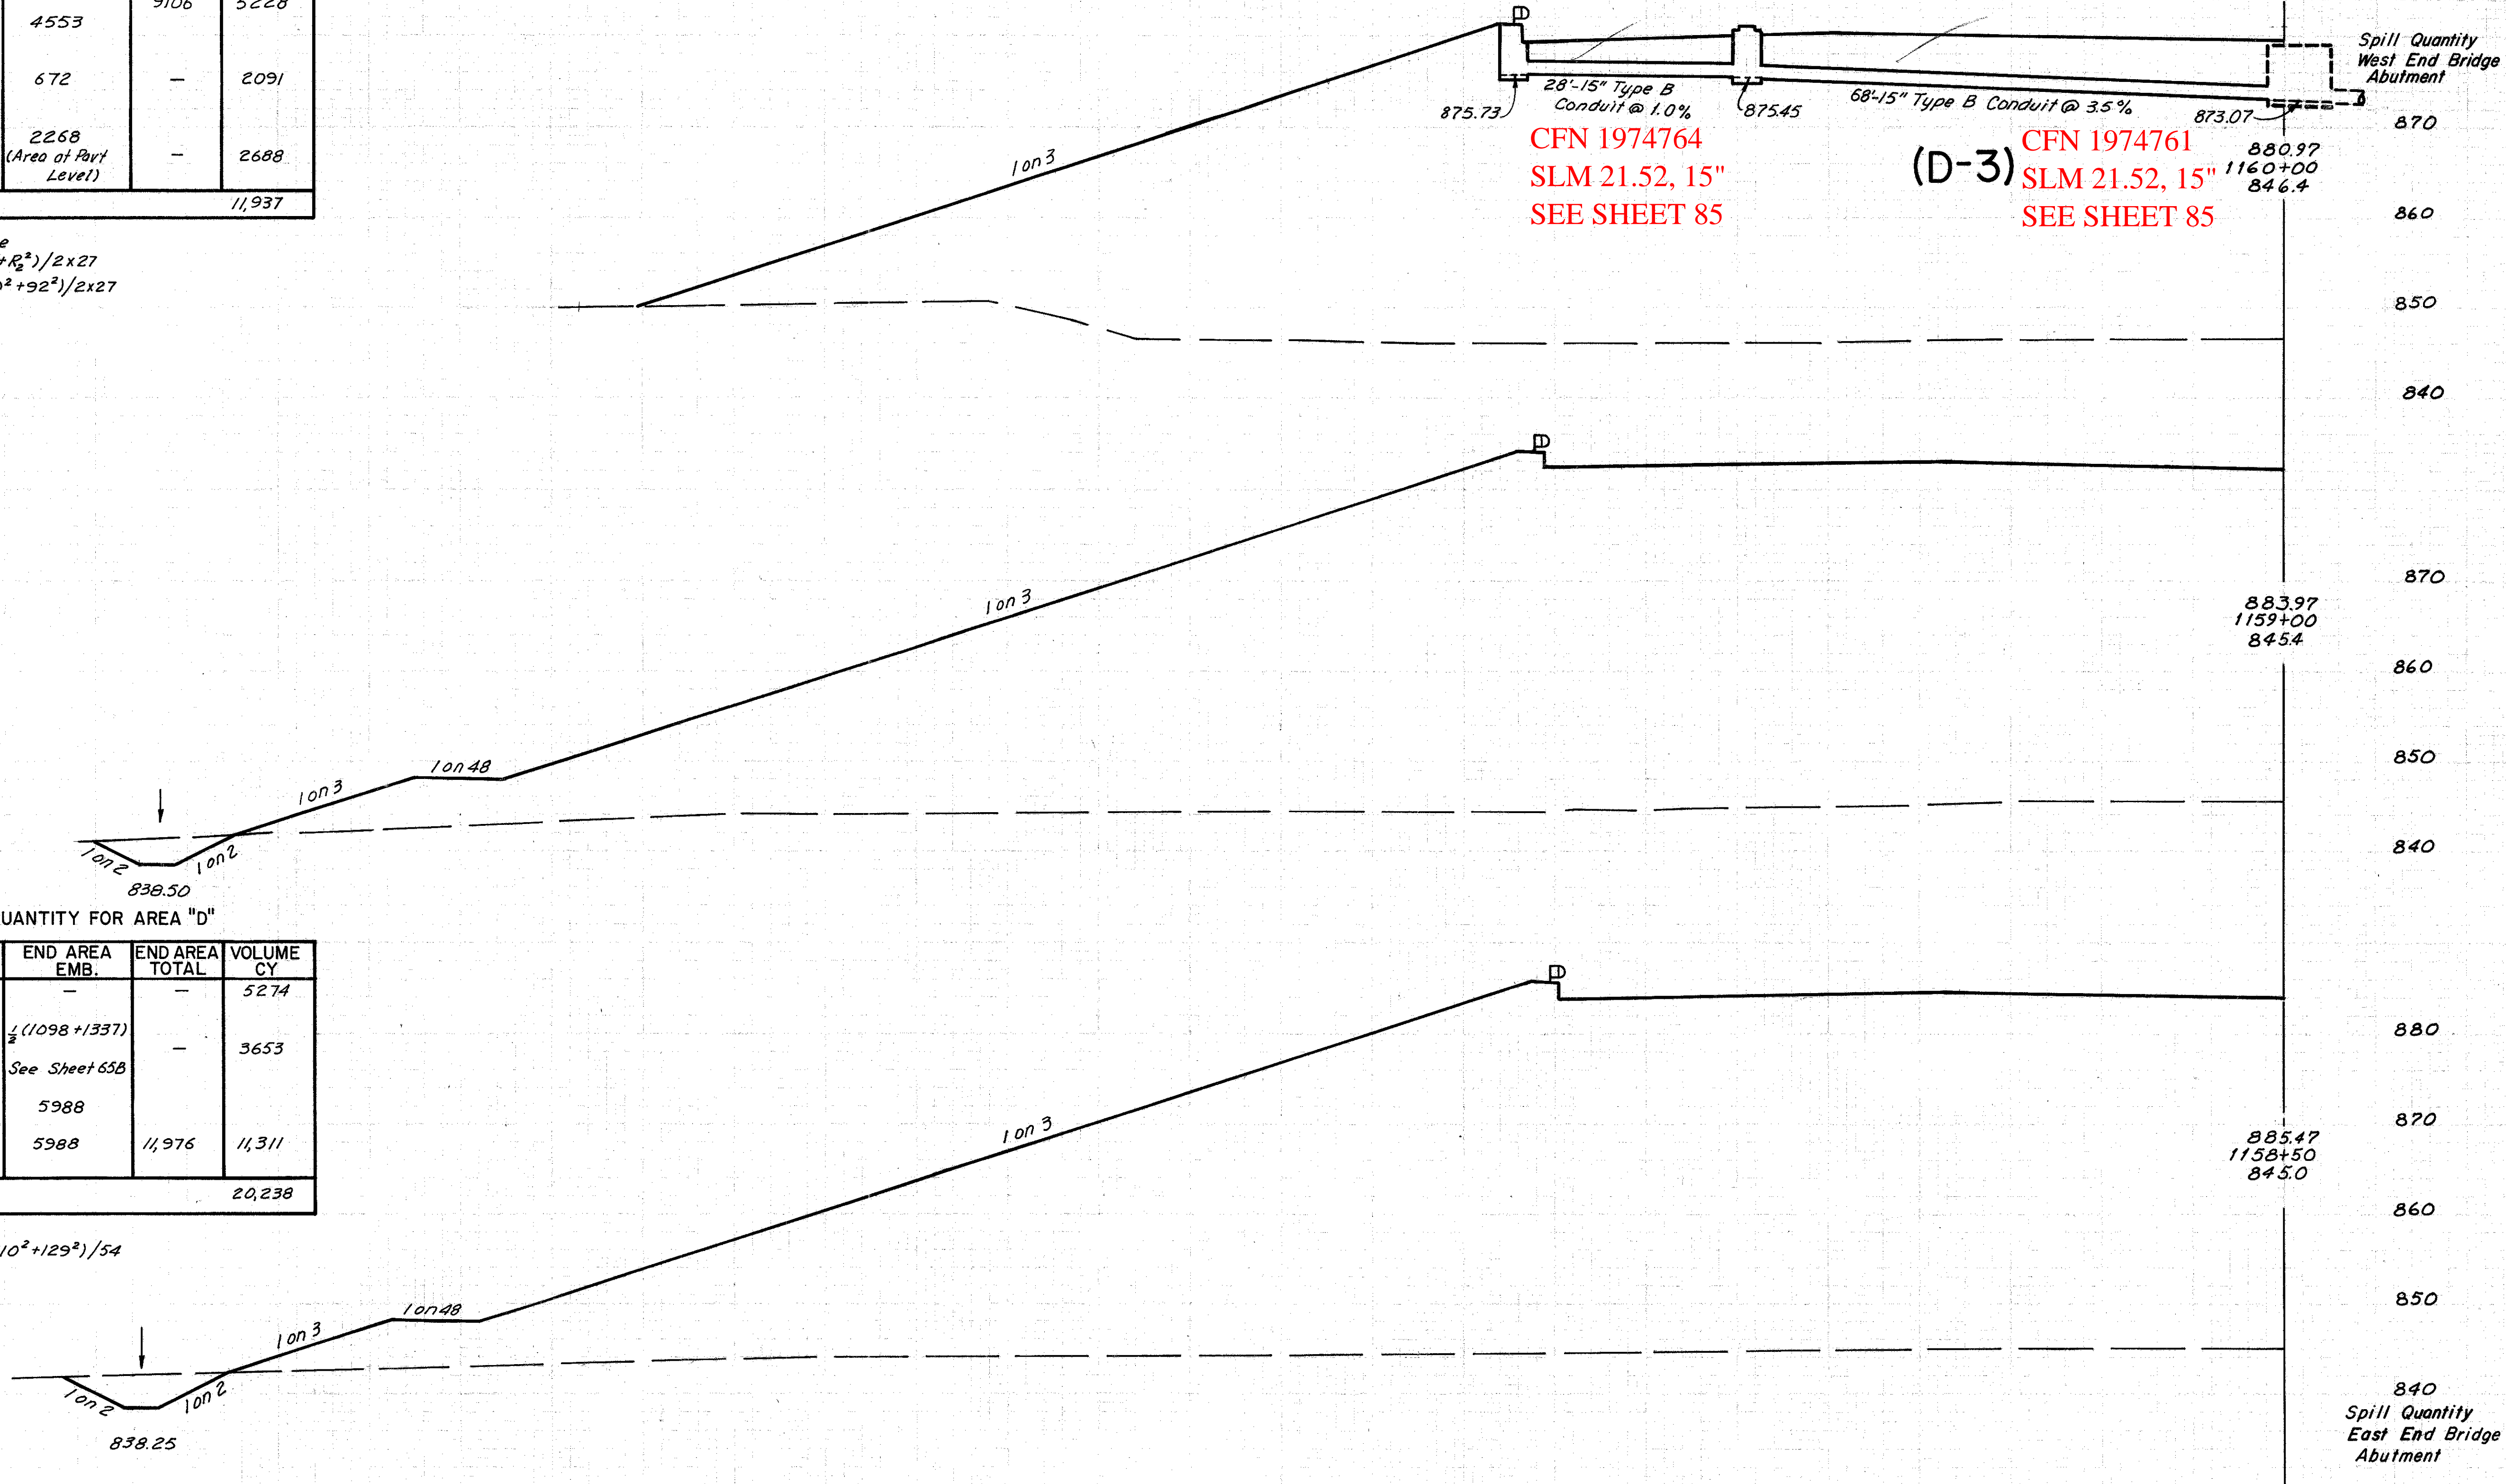 9106 5228
4553
672 — 2091
2268
(Area at Pav't — 2688
Level)
11,937
e
+R₂²)/2x27
0²+92²)/2x27
Spill Quantity
West End Bridge
Abutment
28'-15" Type B
Conduit @ 1.0%
68'-15" Type B Conduit @ 3.5%
875.73
875.45
873.07
870
CFN 1974764
SLM 21.52, 15"
SEE SHEET 85
(D-3)
CFN 1974761
SLM 21.52, 15"
SEE SHEET 85
880.97
1160+00
846.4
1 on 3
860
850
840
870
1 on 3
883.97
1159+00
845.4
860
850
1 on 48
1 on 3
840
1 on 2
1 on 2
838.50
UANTITY FOR AREA "D"
END AREA EMB. END AREA TOTAL VOLUME CY
— — 5274
½(1098+1337)
— 3653
See Sheet 65B
5988
5988 11,976 11,311
20,238
10²+129²)/54
880
870
1 on 3
885.47
1158+50
845.0
860
850
1 on 48
1 on 3
840
1 on 2
1 on 2
838.25
Spill Quantity
East End Bridge
Abutment